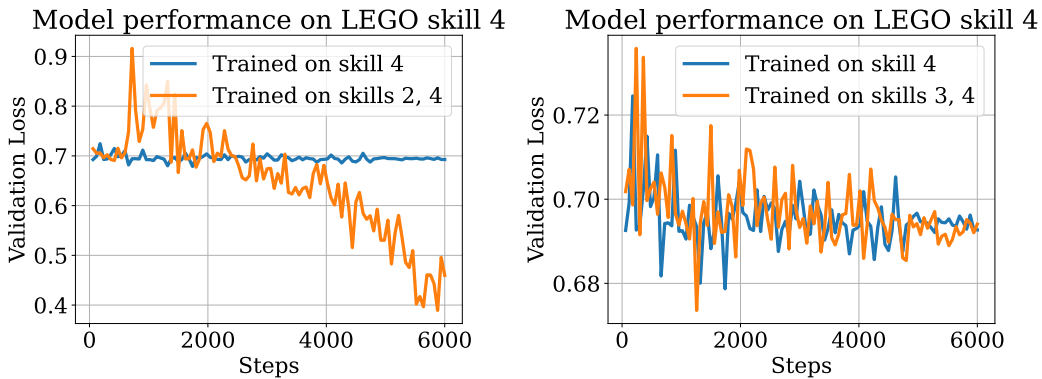 Model performance on LEGO skill 4
Validation Loss
0.9
0.8
0.7
0.6
0.5
0.4
Trained on skill 4
Trained on skills 2, 4
0 2000 4000 6000
Steps
Model performance on LEGO skill 4
Validation Loss
0.72
0.70
0.68
Trained on skill 4
Trained on skills 3, 4
0 2000 4000 6000
Steps